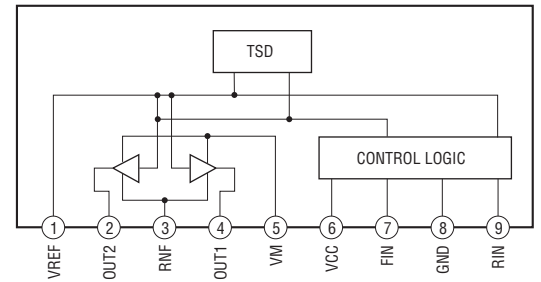 TSD
CONTROL LOGIC
1 2 3 4 5 6 7 8 9
VREF
OUT2
RNF
OUT1
VM
VCC
FIN
GND
RIN